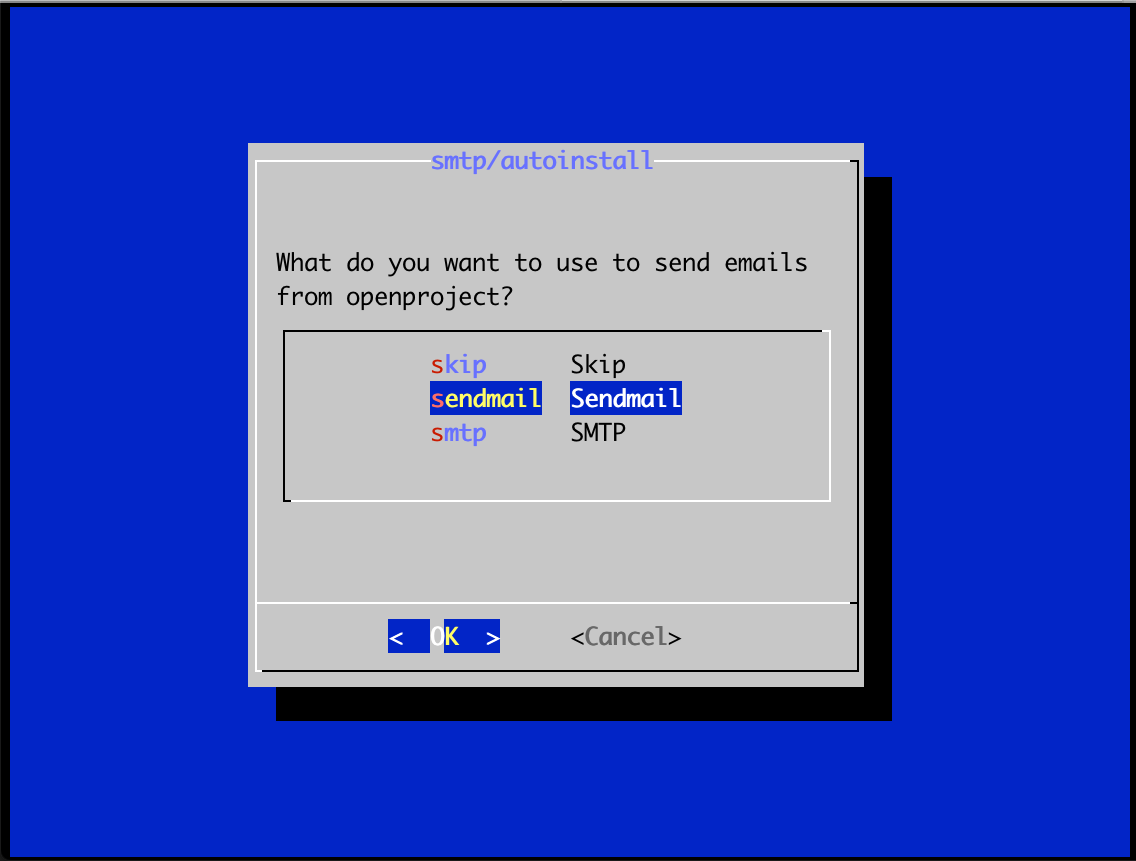 smtp/autoinstall
What do you want to use to send emails
from openproject?
skip Skip
sendmail Sendmail
smtp SMTP
< OK > <Cancel>